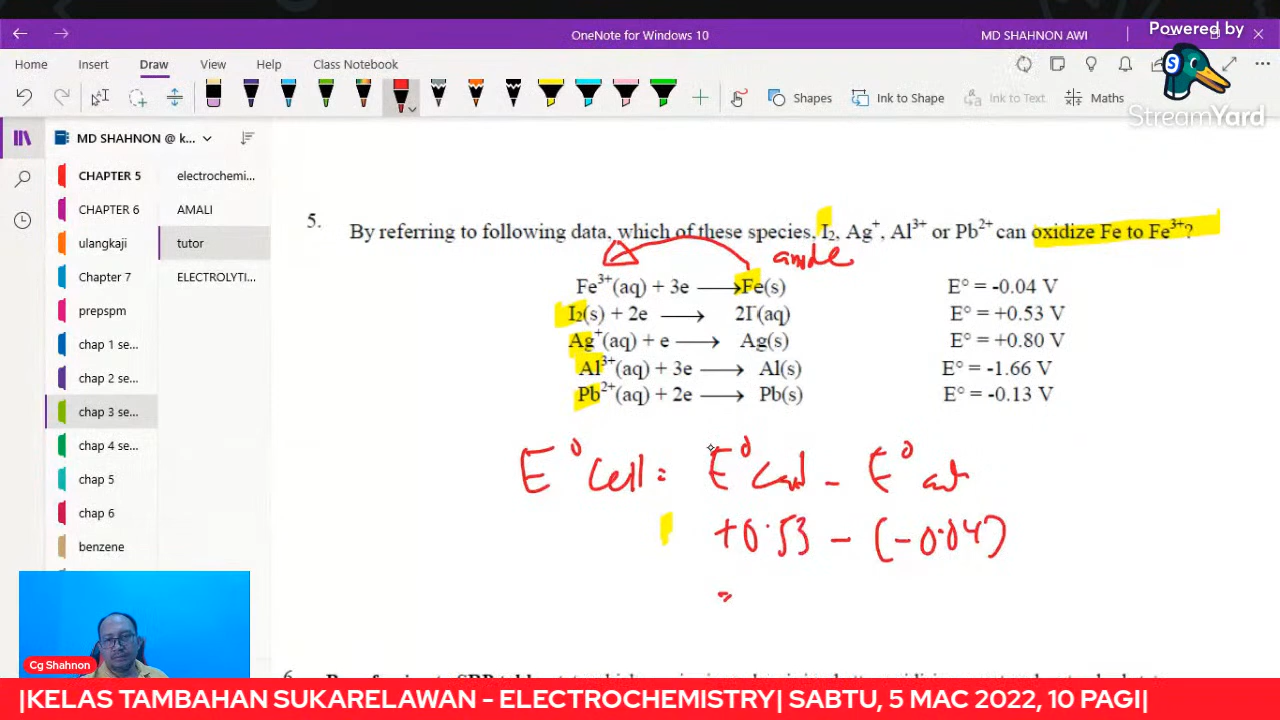 OneNote for Windows 10
MD SHAHNON AWI
Powered by
StreamYard
Home Insert Draw View Help Class Notebook
Shapes Ink to Shape Ink to Text Maths
MD SHAHNON @ k...
CHAPTER 5
CHAPTER 6
ulangkaji
Chapter 7
prepspm
chap 1 se...
chap 2 se...
chap 3 se...
chap 4 se...
chap 5
chap 6
benzene
electrochemi...
AMALI
tutor
ELECTROLYTI...
5. By referring to following data, which of these species, I₂, Ag⁺, Al³⁺ or Pb²⁺ can oxidize Fe to Fe³⁺?
anode
Fe³⁺(aq) + 3e ⟶ Fe(s) E° = -0.04 V
I₂(s) + 2e ⟶ 2I⁻(aq) E° = +0.53 V
Ag⁺(aq) + e ⟶ Ag(s) E° = +0.80 V
Al³⁺(aq) + 3e ⟶ Al(s) E° = -1.66 V
Pb²⁺(aq) + 2e ⟶ Pb(s) E° = -0.13 V
E° Cell = E° - E°
+0.53 - (-0.04)
=
Cg Shahnon
|KELAS TAMBAHAN SUKARELAWAN - ELECTROCHEMISTRY| SABTU, 5 MAC 2022, 10 PAGI|